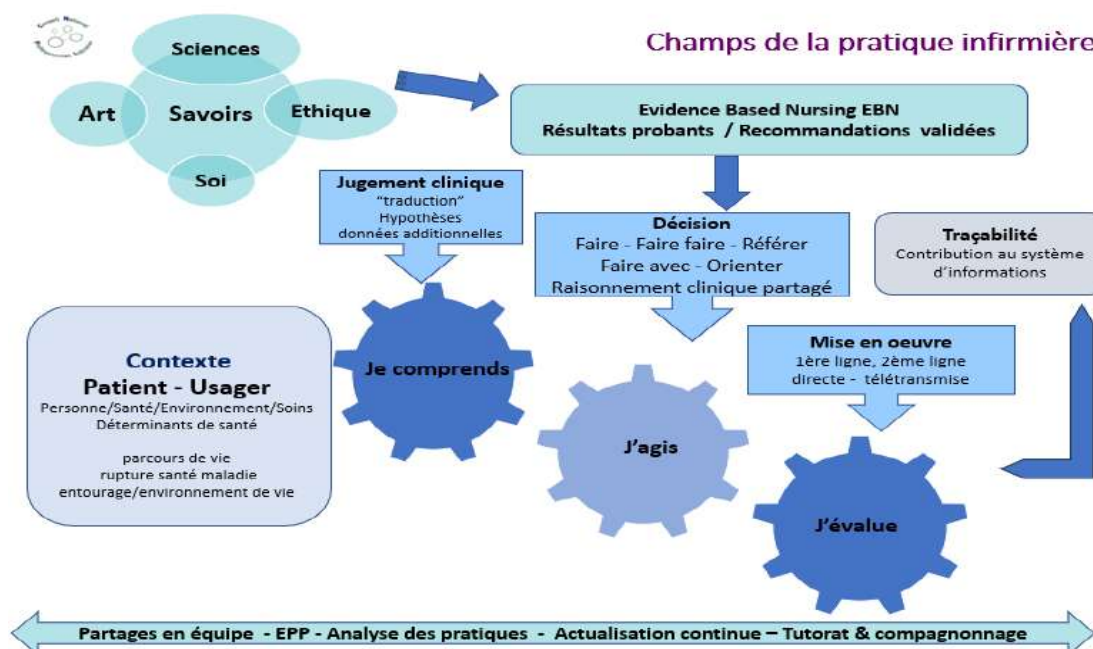 Champs de la pratique infirmière
Sciences
Art
Savoirs
Ethique
Soi
Evidence Based Nursing EBN
Résultats probants / Recommandations validées
Jugement clinique
“traduction”
Hypothèses
données additionnelles
Décision
Faire - Faire faire - Référer
Faire avec - Orienter
Raisonnement clinique partagé
Traçabilité
Contribution au système
d’informations
Contexte
Patient - Usager
Personne/Santé/Environnement/Soins
Déterminants de santé
parcours de vie
rupture santé maladie
entourage/environnement de vie
Je comprends
Mise en oeuvre
1ère ligne, 2ème ligne
directe - télétransmise
J’agis
J’évalue
Partages en équipe - EPP - Analyse des pratiques - Actualisation continue – Tutorat & compagnonnage